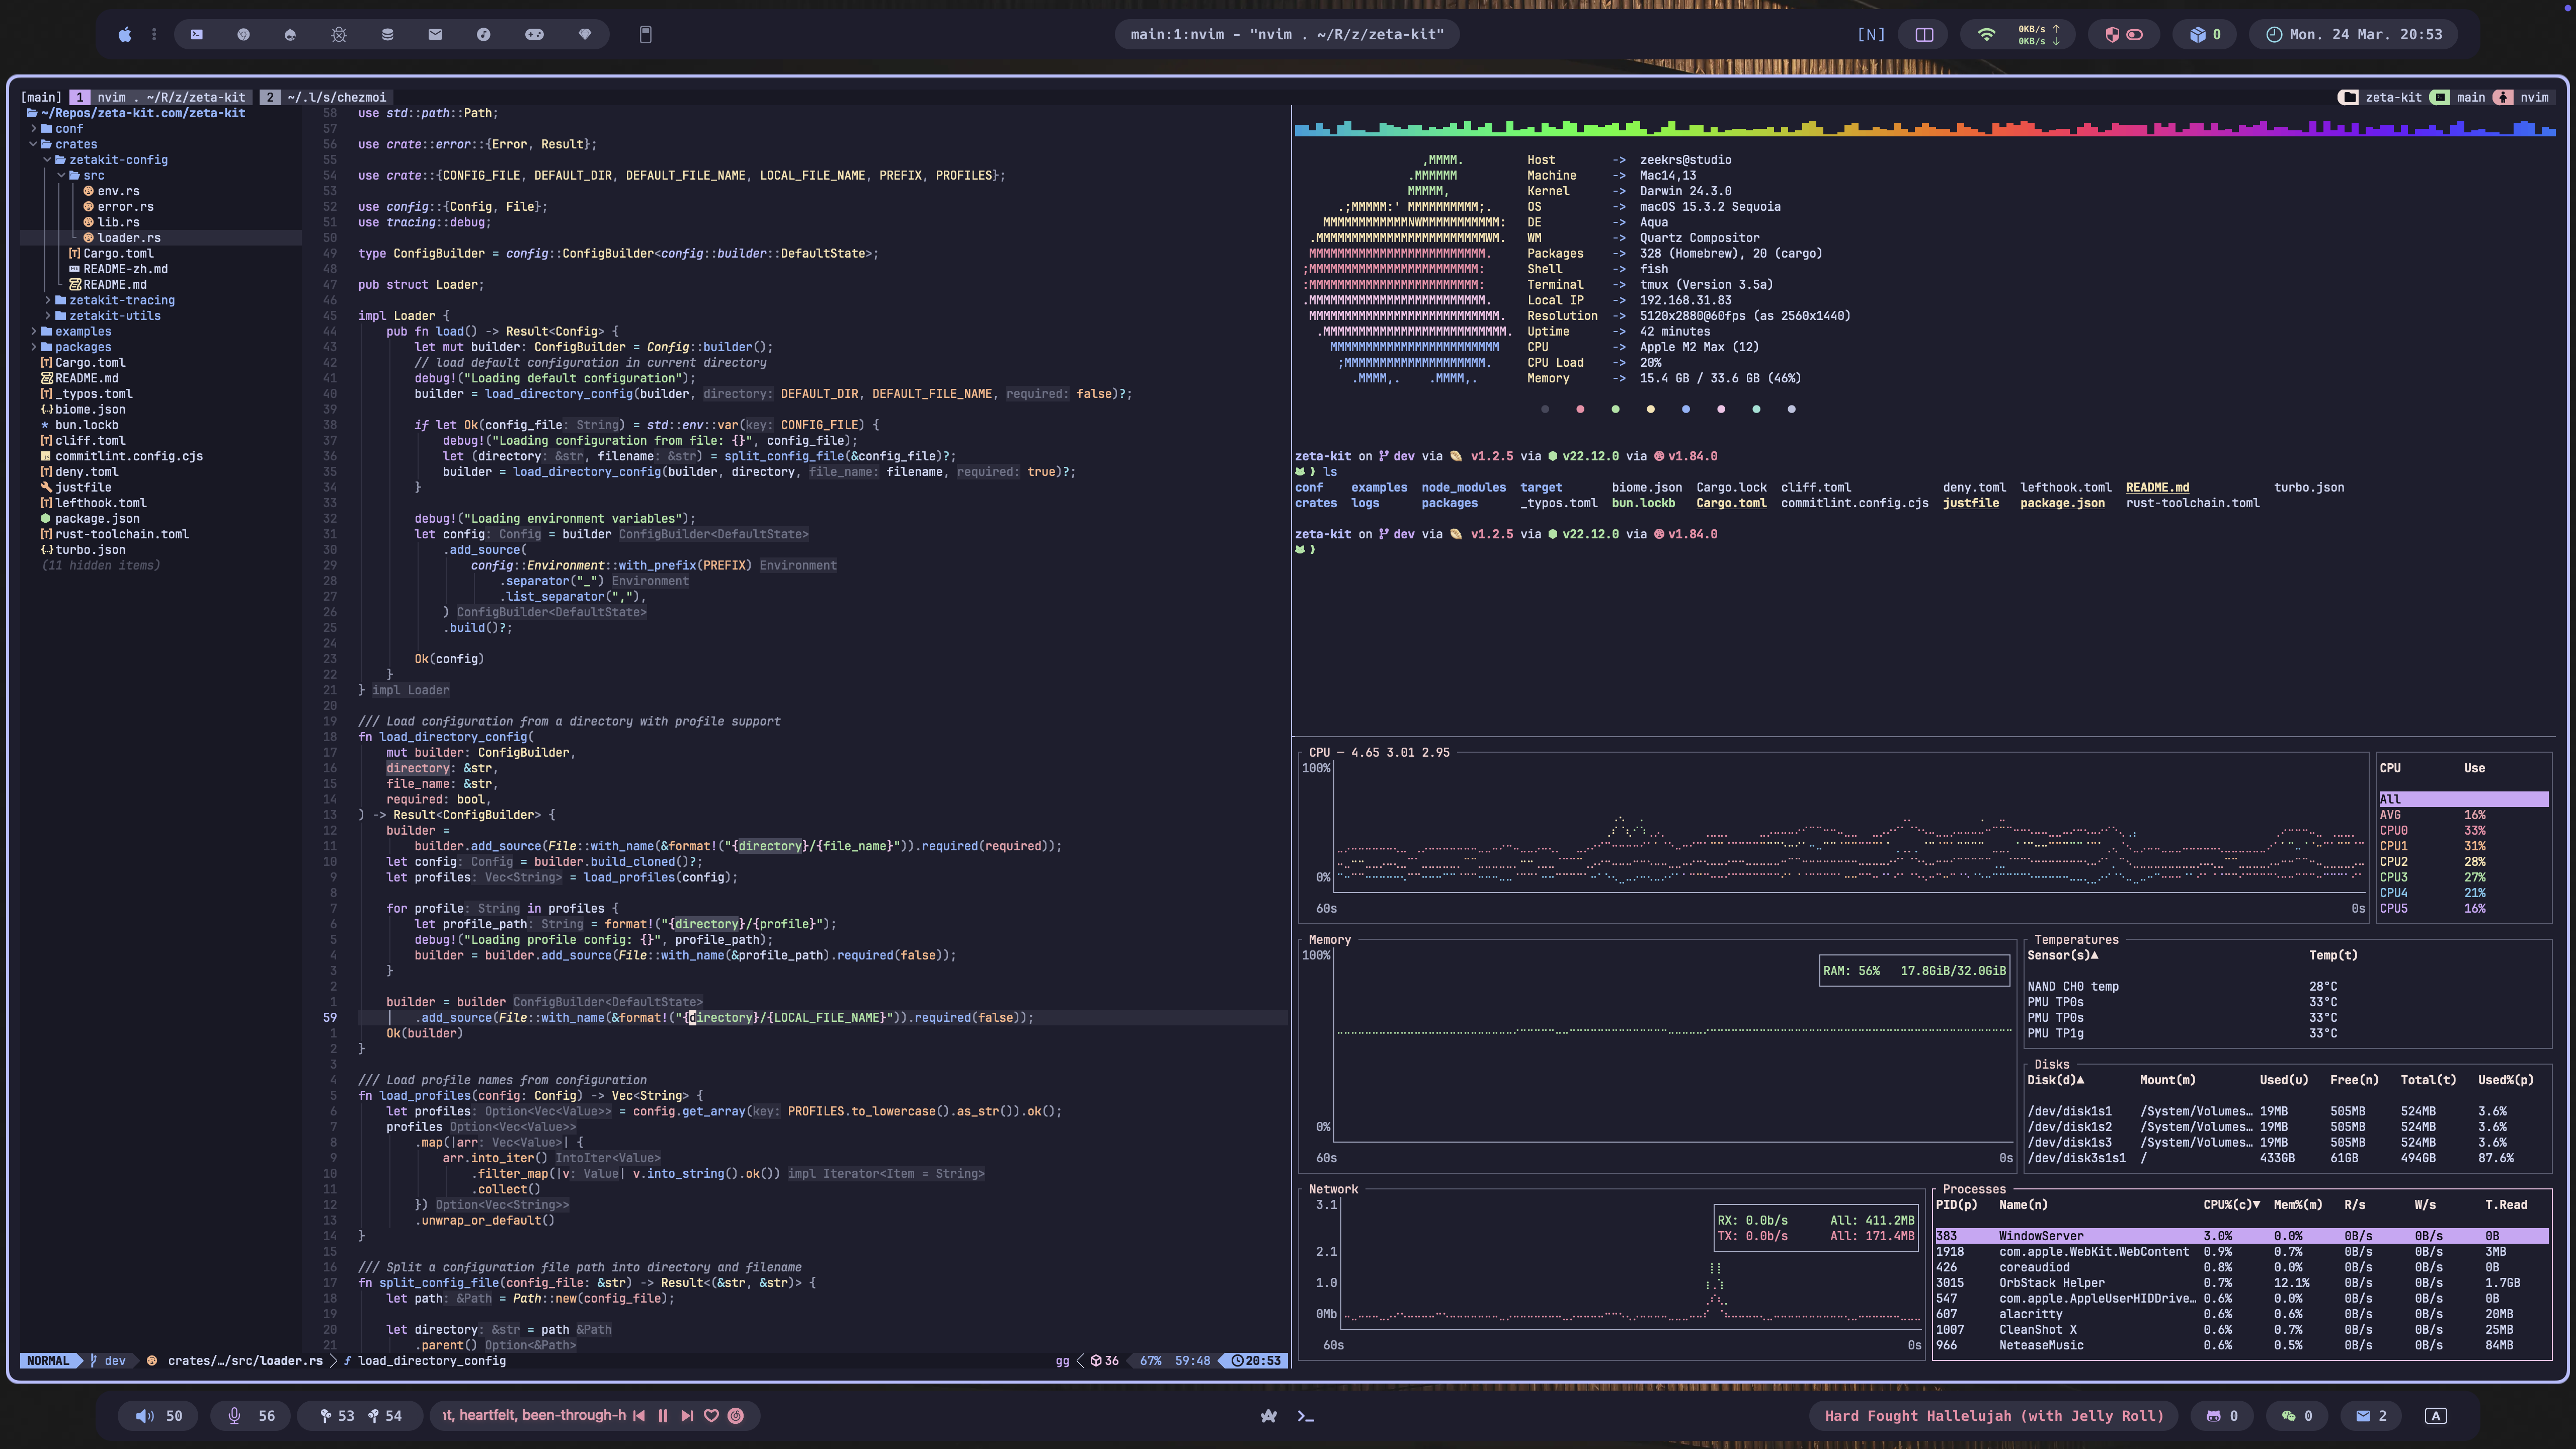 main:1:nvim - "nvim . ~/R/z/zeta-kit"
[N]
0KB/s ↑
0KB/s ↓
0
Mon. 24 Mar. 20:53
[main] 1 nvim . ~/R/z/zeta-kit 2 ~/.l/s/chezmoi
zeta-kit main nvim
~/Repos/zeta-kit.com/zeta-kit
conf
crates
zetakit-config
src
env.rs
error.rs
lib.rs
loader.rs
Cargo.toml
README-zh.md
README.md
zetakit-tracing
zetakit-utils
examples
packages
Cargo.toml
README.md
_typos.toml
biome.json
bun.lockb
cliff.toml
commitlint.config.cjs
deny.toml
justfile
lefthook.toml
package.json
rust-toolchain.toml
turbo.json
(11 hidden items)
58 use std::path::Path;
57
56 use crate::error::{Error, Result};
55
54 use crate::{CONFIG_FILE, DEFAULT_DIR, DEFAULT_FILE_NAME, LOCAL_FILE_NAME, PREFIX, PROFILES};
53
52 use config::{Config, File};
51 use tracing::debug;
50
49 type ConfigBuilder = config::ConfigBuilder<config::builder::DefaultState>;
48
47 pub struct Loader;
46
45 impl Loader {
44 pub fn load() -> Result<Config> {
43 let mut builder: ConfigBuilder = Config::builder();
42 // load default configuration in current directory
41 debug!("Loading default configuration");
40 builder = load_directory_config(builder, directory: DEFAULT_DIR, DEFAULT_FILE_NAME, required: false)?;
39
38 if let Ok(config_file: String) = std::env::var(key: CONFIG_FILE) {
37 debug!("Loading configuration from file: {}", config_file);
36 let (directory: &str, filename: &str) = split_config_file(&config_file)?;
35 builder = load_directory_config(builder, directory, file_name: filename, required: true)?;
34 }
33
32 debug!("Loading environment variables");
31 let config: Config = builder ConfigBuilder<DefaultState>
30 .add_source(
29 config::Environment::with_prefix(PREFIX) Environment
28 .separator("_") Environment
27 .list_separator(","),
26 ) ConfigBuilder<DefaultState>
25 .build()?;
24
23 Ok(config)
22 }
21 } impl Loader
20
19 /// Load configuration from a directory with profile support
18 fn load_directory_config(
17 mut builder: ConfigBuilder,
16 directory: &str,
15 file_name: &str,
14 required: bool,
13 ) -> Result<ConfigBuilder> {
12 builder =
11 builder.add_source(File::with_name(&format!("{directory}/{file_name}")).required(required));
10 let config: Config = builder.build_cloned()?;
9 let profiles: Vec<String> = load_profiles(config);
8
7 for profile: String in profiles {
6 let profile_path: String = format!("{directory}/{profile}");
5 debug!("Loading profile config: {}", profile_path);
4 builder = builder.add_source(File::with_name(&profile_path).required(false));
3 }
2
1 builder = builder ConfigBuilder<DefaultState>
59 .add_source(File::with_name(&format!("{directory}/{LOCAL_FILE_NAME}")).required(false));
1 Ok(builder)
2 }
3
4 /// Load profile names from configuration
5 fn load_profiles(config: Config) -> Vec<String> {
6 let profiles: Option<Vec<Value>> = config.get_array(key: PROFILES.to_lowercase().as_str()).ok();
7 profiles Option<Vec<Value>>
8 .map(|arr: Vec<Value>| {
9 arr.into_iter() IntoIter<Value>
10 .filter_map(|v: Value| v.into_string().ok()) impl Iterator<Item = String>
11 .collect()
12 }) Option<Vec<String>>
13 .unwrap_or_default()
14 }
15
16 /// Split a configuration file path into directory and filename
17 fn split_config_file(config_file: &str) -> Result<(&str, &str)> {
18 let path: &Path = Path::new(config_file);
19
20 let directory: &str = path &Path
21 .parent() Option<&Path>
NORMAL dev crates/…/src/loader.rs load_directory_config gg 36 67% 59:48 20:53
,MMMM.
.MMMMMM
MMMMM,
.;MMMMM:' MMMMMMMMMM;.
MMMMMMMMMMMMNWMMMMMMMMMMM:
.MMMMMMMMMMMMMMMMMMMMMMMMWM.
MMMMMMMMMMMMMMMMMMMMMMMMM.
;MMMMMMMMMMMMMMMMMMMMMMMM:
:MMMMMMMMMMMMMMMMMMMMMMMM:
.MMMMMMMMMMMMMMMMMMMMMMMMM.
MMMMMMMMMMMMMMMMMMMMMMMMMMM.
.MMMMMMMMMMMMMMMMMMMMMMMMMM.
MMMMMMMMMMMMMMMMMMMMMMMM
;MMMMMMMMMMMMMMMMMMMM.
.MMMM,. .MMMM,.
Host -> zeekrs@studio
Machine -> Mac14,13
Kernel -> Darwin 24.3.0
OS -> macOS 15.3.2 Sequoia
DE -> Aqua
WM -> Quartz Compositor
Packages -> 328 (Homebrew), 20 (cargo)
Shell -> fish
Terminal -> tmux (Version 3.5a)
Local IP -> 192.168.31.83
Resolution -> 5120x2880@60fps (as 2560x1440)
Uptime -> 42 minutes
CPU -> Apple M2 Max (12)
CPU Load -> 20%
Memory -> 15.4 GB / 33.6 GB (46%)
zeta-kit on dev via v1.2.5 via v22.12.0 via v1.84.0
❯ ls
conf examples node_modules target biome.json Cargo.lock cliff.toml deny.toml lefthook.toml README.md turbo.json
crates logs packages _typos.toml bun.lockb Cargo.toml commitlint.config.cjs justfile package.json rust-toolchain.toml
zeta-kit on dev via v1.2.5 via v22.12.0 via v1.84.0
❯
CPU — 4.65 3.01 2.95
100%
0%
60s 0s
CPU Use
All
AVG 16%
CPU0 33%
CPU1 31%
CPU2 28%
CPU3 27%
CPU4 21%
CPU5 16%
Memory
100%
RAM: 56% 17.8GiB/32.0GiB
0%
60s 0s
Temperatures
Sensor(s)▲ Temp(t)
NAND CH0 temp 28°C
PMU TP0s 33°C
PMU TP0s 33°C
PMU TP1g 33°C
Disks
Disk(d)▲ Mount(m) Used(u) Free(n) Total(t) Used%(p)
/dev/disk1s1 /System/Volumes… 19MB 505MB 524MB 3.6%
/dev/disk1s2 /System/Volumes… 19MB 505MB 524MB 3.6%
/dev/disk1s3 /System/Volumes… 19MB 505MB 524MB 3.6%
/dev/disk3s1s1 / 433GB 61GB 494GB 87.6%
Network
3.1
2.1
1.0
0Mb
60s 0s
RX: 0.0b/s All: 411.2MB
TX: 0.0b/s All: 171.4MB
Processes
PID(p) Name(n) CPU%(c)▼ Mem%(m) R/s W/s T.Read
383 WindowServer 3.0% 0.0% 0B/s 0B/s 0B
1918 com.apple.WebKit.WebContent 0.9% 0.7% 0B/s 0B/s 3MB
426 coreaudiod 0.8% 0.0% 0B/s 0B/s 0B
3015 OrbStack Helper 0.7% 12.1% 0B/s 0B/s 1.7GB
547 com.apple.AppleUserHIDDrive… 0.6% 0.0% 0B/s 0B/s 0B
607 alacritty 0.6% 0.6% 0B/s 0B/s 20MB
1007 CleanShot X 0.6% 0.7% 0B/s 0B/s 25MB
966 NeteaseMusic 0.6% 0.5% 0B/s 0B/s 84MB
50 56 53 54 nt, heartfelt, been-through-h
Hard Fought Hallelujah (with Jelly Roll) 0 0 2 A